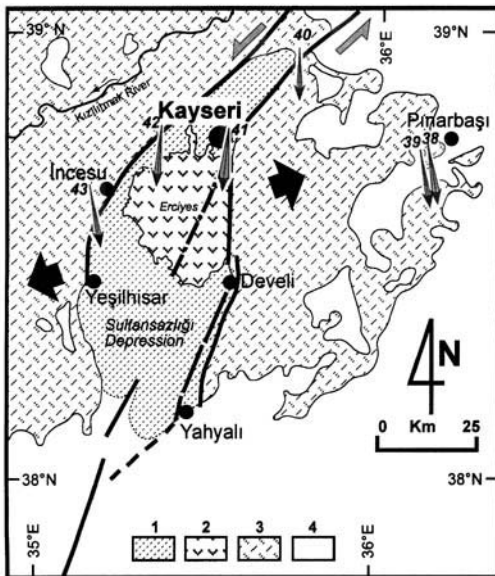 39°N
36°E
39°N
40
Kızılırmak River
Kayseri
42
41
Pınarbaşı
39
38
İncesu
43
Erciyes
Yeşilhisar
Develi
Sultansazlığı
Depression
N
Yahyalı
0 Km 25
38°N
38°N
35°E
1 2 3 4
36°E